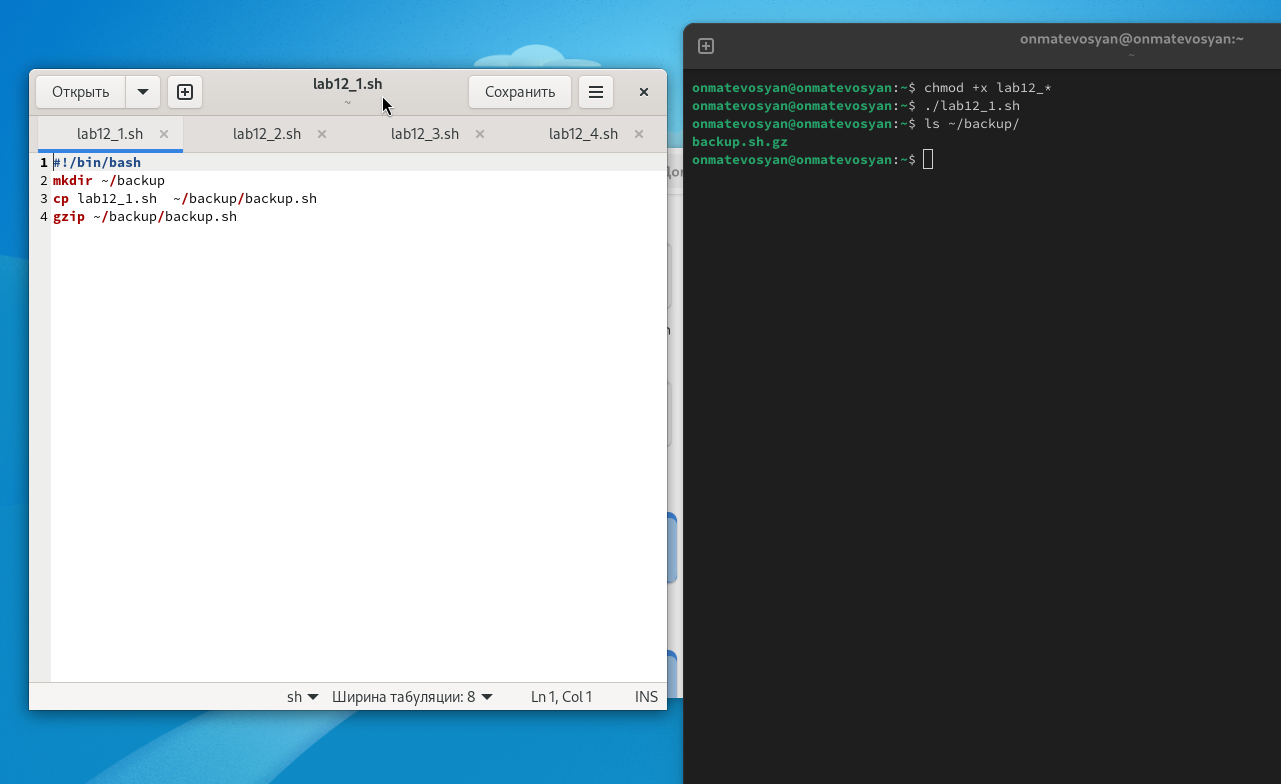 Открыть
lab12_1.sh
~
Сохранить
lab12_1.sh
lab12_2.sh
lab12_3.sh
lab12_4.sh
1 #!/bin/bash
2 mkdir ~/backup
3 cp lab12_1.sh  ~/backup/backup.sh
4 gzip ~/backup/backup.sh
sh
Ширина табуляции: 8
Ln 1, Col 1
INS
onmatevosyan@onmatevosyan:~
~
onmatevosyan@onmatevosyan:~$ chmod +x lab12_*
onmatevosyan@onmatevosyan:~$ ./lab12_1.sh
onmatevosyan@onmatevosyan:~$ ls ~/backup/
backup.sh.gz
onmatevosyan@onmatevosyan:~$